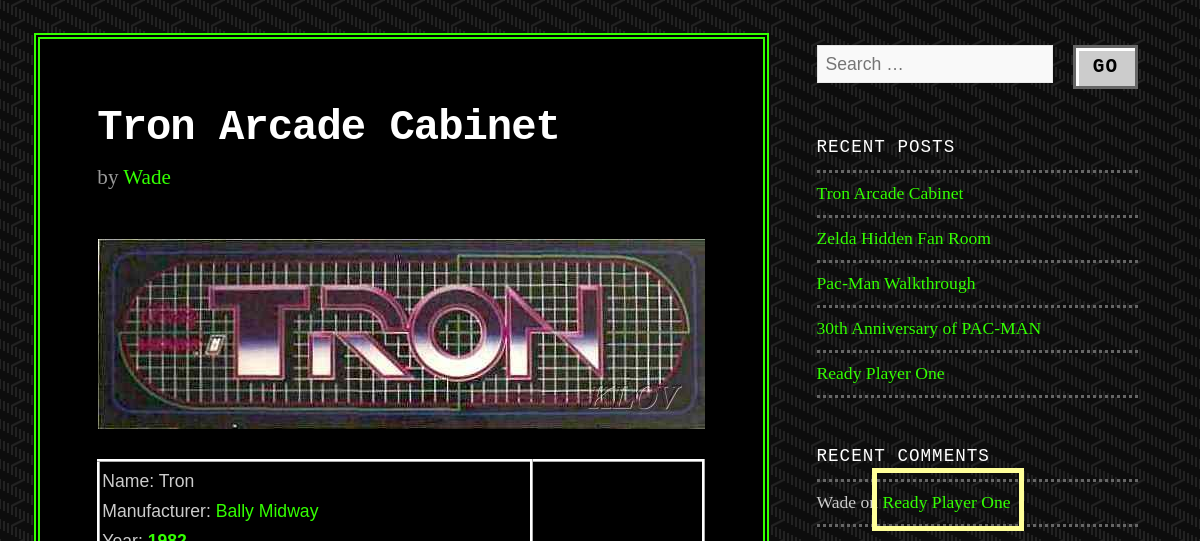 Tron Arcade Cabinet
by Wade
TRON
KLOV
Name: Tron
Manufacturer: Bally Midway
Year: 1982
Search …
GO
RECENT POSTS
Tron Arcade Cabinet
Zelda Hidden Fan Room
Pac-Man Walkthrough
30th Anniversary of PAC-MAN
Ready Player One
RECENT COMMENTS
Wade on Ready Player One